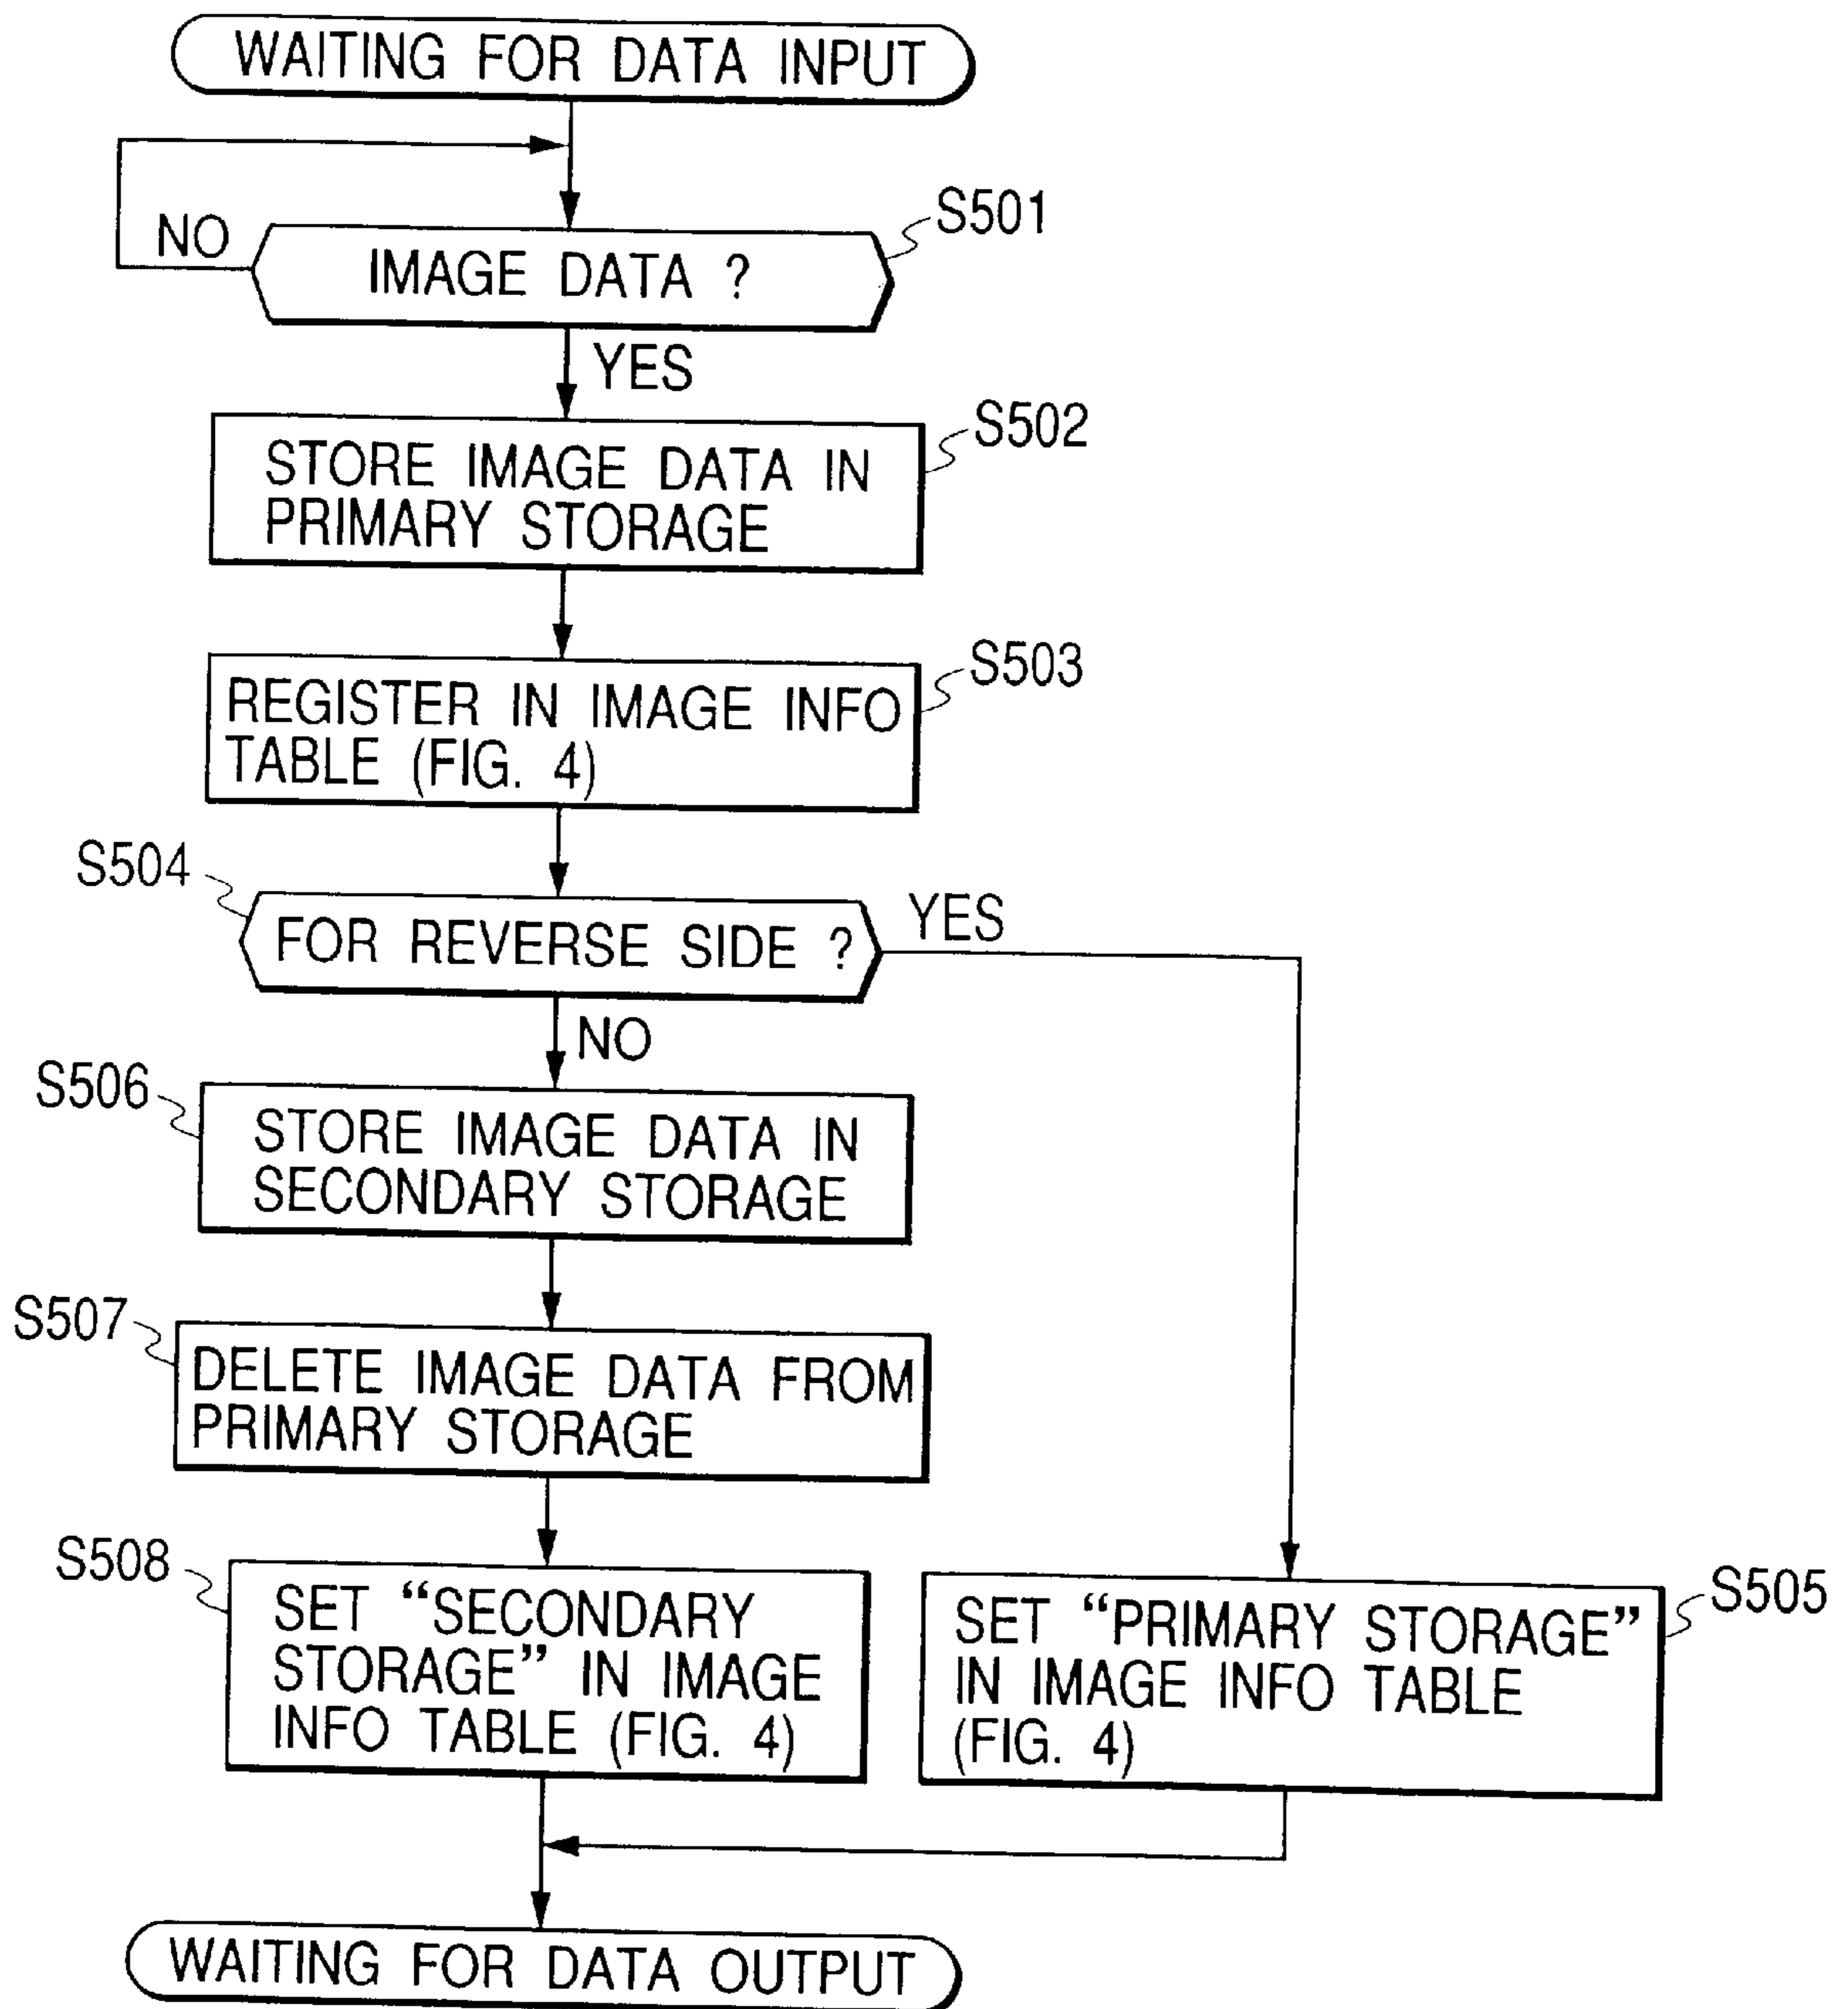 WAITING FOR DATA INPUT
S501
NO
IMAGE DATA ?
YES
S502
STORE IMAGE DATA IN
PRIMARY STORAGE
S503
REGISTER IN IMAGE INFO
TABLE (FIG. 4)
S504
YES
FOR REVERSE SIDE ?
NO
S506
STORE IMAGE DATA IN
SECONDARY STORAGE
S507
DELETE IMAGE DATA FROM
PRIMARY STORAGE
S508
SET “SECONDARY
STORAGE” IN IMAGE
INFO TABLE (FIG. 4)
S505
SET “PRIMARY STORAGE”
IN IMAGE INFO TABLE
(FIG. 4)
WAITING FOR DATA OUTPUT